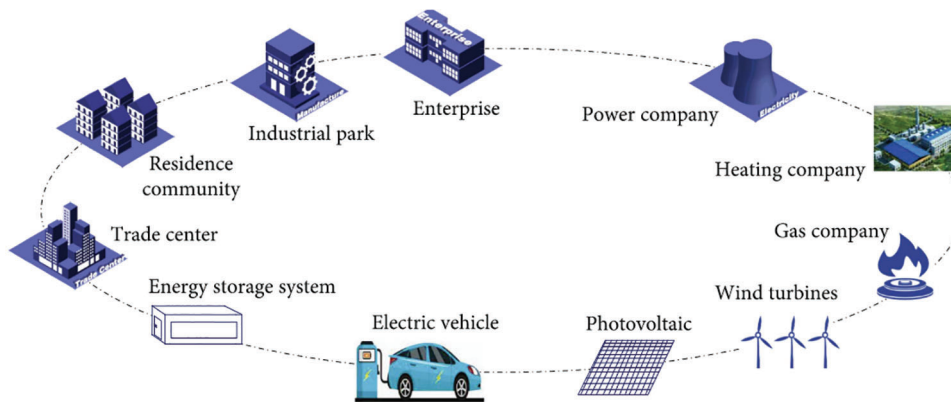 Enterprise
Enterprise
Manufacture
Industrial park
Power company
Electricity
Heating company
Residence
community
Trade center
Trade Center
Gas company
Energy storage system
Wind turbines
Electric vehicle
Photovoltaic